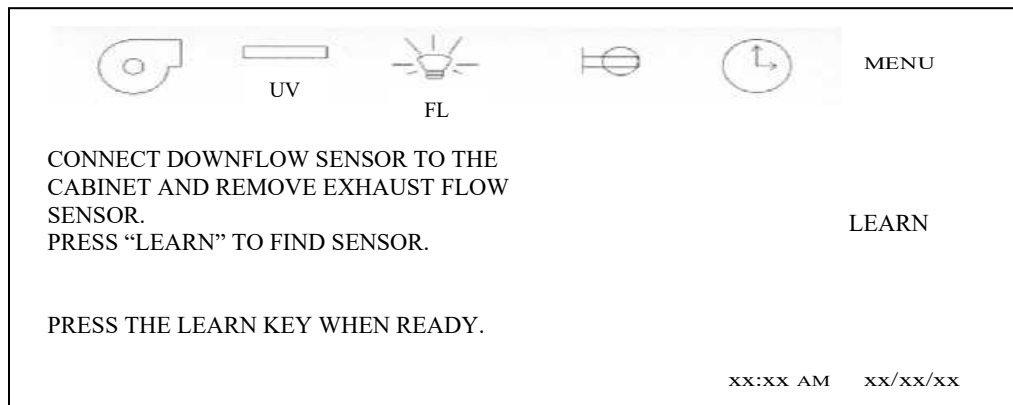 MENU
UV
FL
CONNECT DOWNFLOW SENSOR TO THE
CABINET AND REMOVE EXHAUST FLOW
SENSOR.
PRESS “LEARN” TO FIND SENSOR.
LEARN
PRESS THE LEARN KEY WHEN READY.
xx:xx AM xx/xx/xx